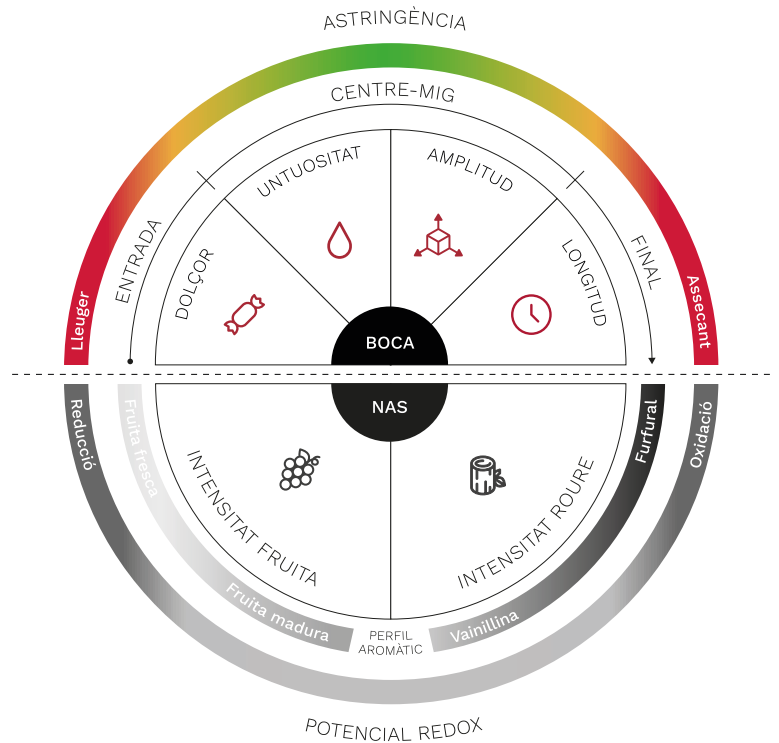 ASTRINGÈNCIA
CENTRE-MIG
UNTUOSITAT
AMPLITUD
ENTRADA
DOLÇOR
LONGITUD
FINAL
Lleuger
Assecant
BOCA
NAS
Reducció
Fruita fresca
Furfural
Oxidació
INTENSITAT FRUITA
INTENSITAT ROURE
Fruita madura
Vainillina
PERFIL
AROMÀTIC
POTENCIAL REDOX